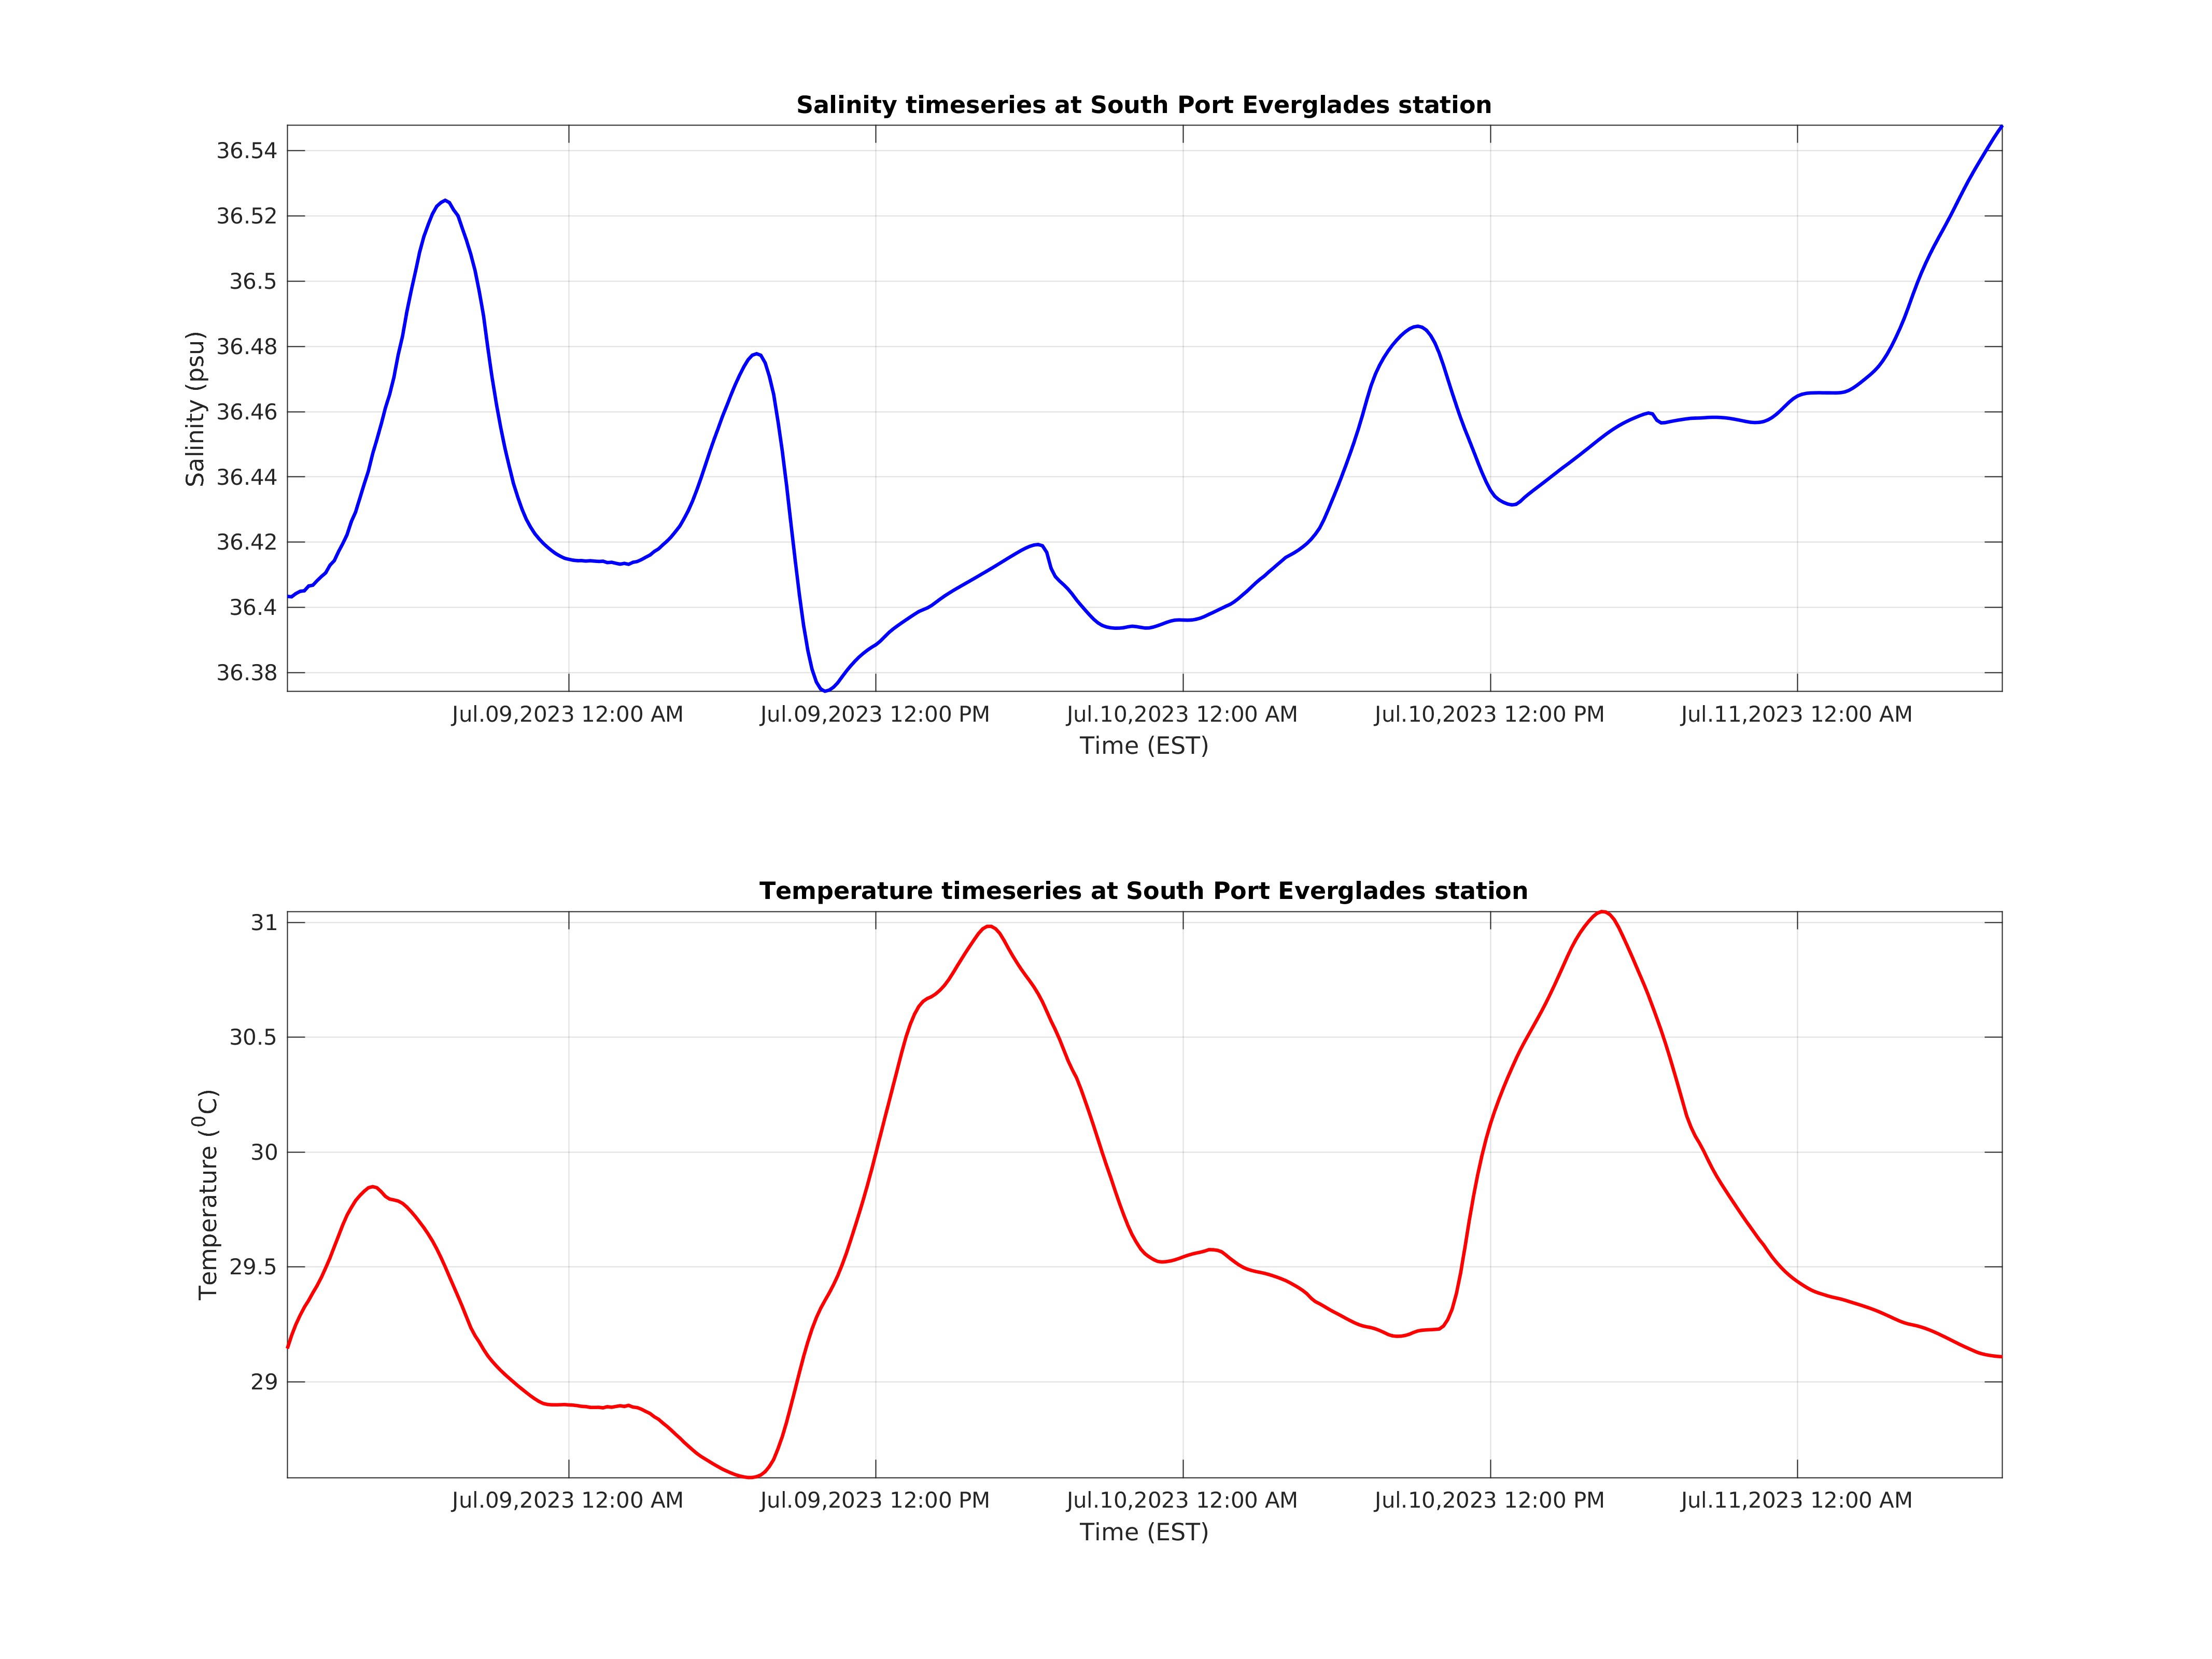 Salinity timeseries at South Port Everglades station
36.54
36.52
36.5
36.48
36.46
36.44
36.42
36.4
36.38
Salinity (psu)
Jul.09,2023 12:00 AM Jul.09,2023 12:00 PM Jul.10,2023 12:00 AM Jul.10,2023 12:00 PM Jul.11,2023 12:00 AM
Time (EST)
Temperature timeseries at South Port Everglades station
31
30.5
30
29.5
29
Temperature (⁰C)
Jul.09,2023 12:00 AM Jul.09,2023 12:00 PM Jul.10,2023 12:00 AM Jul.10,2023 12:00 PM Jul.11,2023 12:00 AM
Time (EST)